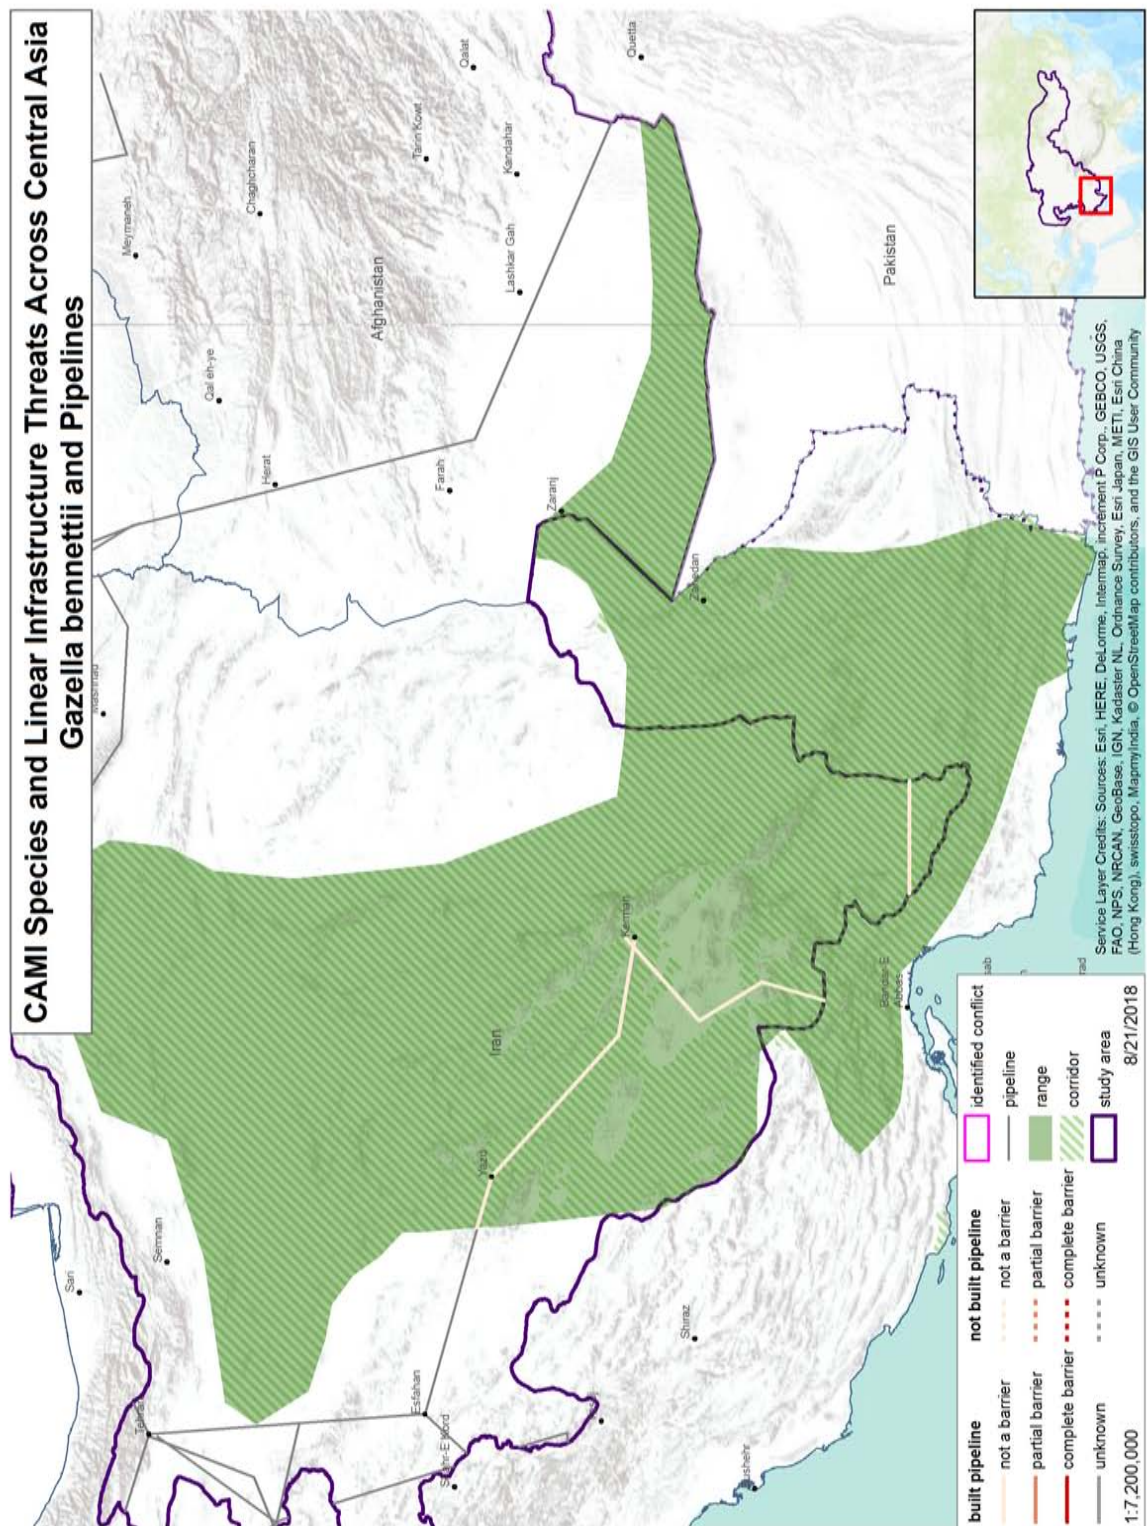 CAMI Species and Linear Infrastructure Threats Across Central Asia
Gazella bennettii and Pipelines
Sari
Semnan
Esfahan
Yazd
Iran
Kerman
Shiraz
Bandar-E
Abbas
Herat
Farah
Zaranj
Qal eh-ye
Meymaneh
Chaghcharan
Afghanistan
Tarin Kowt
Qalat
Kandahar
Lashkar Gah
Quetta
Pakistan
built pipeline
not a barrier
partial barrier
complete barrier
unknown
not built pipeline
not a barrier
partial barrier
complete barrier
unknown
identified conflict
pipeline
range
corridor
study area
1:7,200,000
8/21/2018
Service Layer Credits: Sources: Esri, HERE, DeLorme, Intermap, increment P Corp., GEBCO, USGS,
FAO, NPS, NRCAN, GeoBase, IGN, Kadaster NL, Ordnance Survey, Esri Japan, METI, Esri China
(Hong Kong), swisstopo, MapmyIndia, © OpenStreetMap contributors, and the GIS User Community